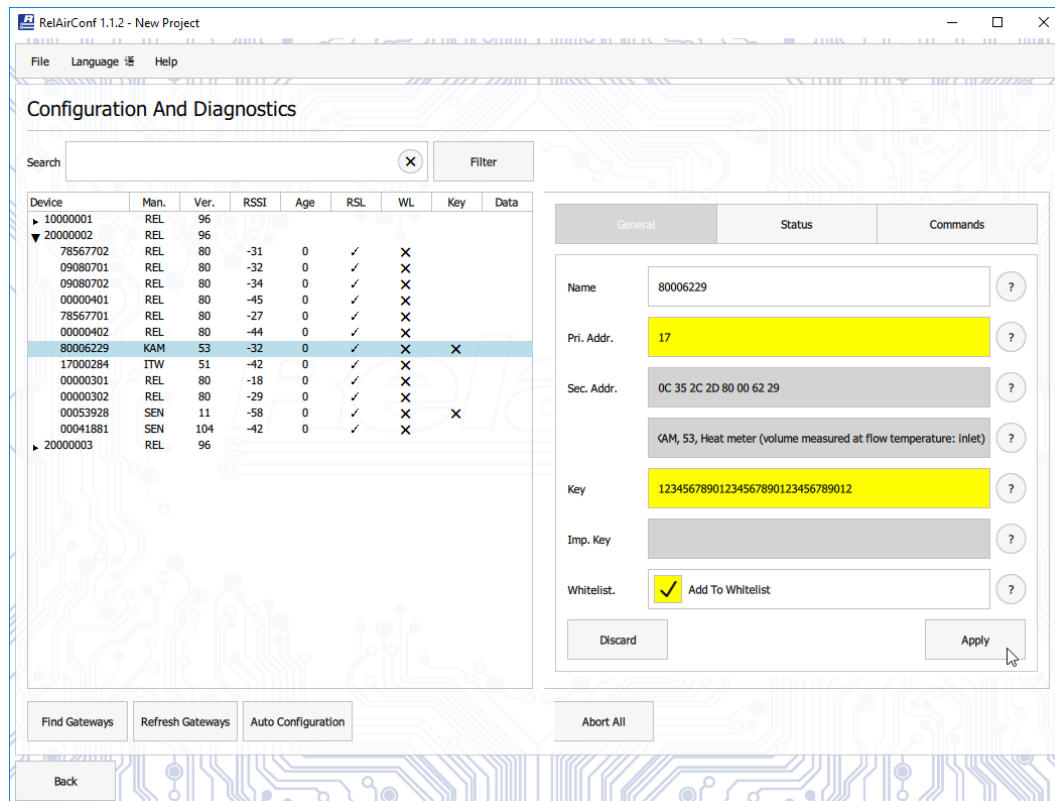 RelAirConf 1.1.2 - New Project
File Language 语 Help
Configuration And Diagnostics
Search Filter
Device Man. Ver. RSSI Age RSL WL Key Data
10000001 REL 96
20000002 REL 96
78567702 REL 80 -31 0 ✓ ✕
09080701 REL 80 -32 0 ✓ ✕
09080702 REL 80 -34 0 ✓ ✕
00000401 REL 80 -45 0 ✓ ✕
78567701 REL 80 -27 0 ✓ ✕
00000402 REL 80 -44 0 ✓ ✕
80006229 KAM 53 -32 0 ✓ ✕ ✕
17000284 ITW 51 -42 0 ✓ ✕
00000301 REL 80 -18 0 ✓ ✕
00000302 REL 80 -29 0 ✓ ✕
00053928 SEN 11 -58 0 ✓ ✕ ✕
00041881 SEN 104 -42 0 ✓ ✕
20000003 REL 96
General Status Commands
Name 80006229 ?
Pri. Addr. 17 ?
Sec. Addr. 0C 35 2C 2D 80 00 62 29 ?
KAM, 53, Heat meter (volume measured at flow temperature: inlet) ?
Key 12345678901234567890123456789012 ?
Imp. Key ?
Whitelist. Add To Whitelist ?
Discard Apply
Find Gateways Refresh Gateways Auto Configuration Abort All
Back